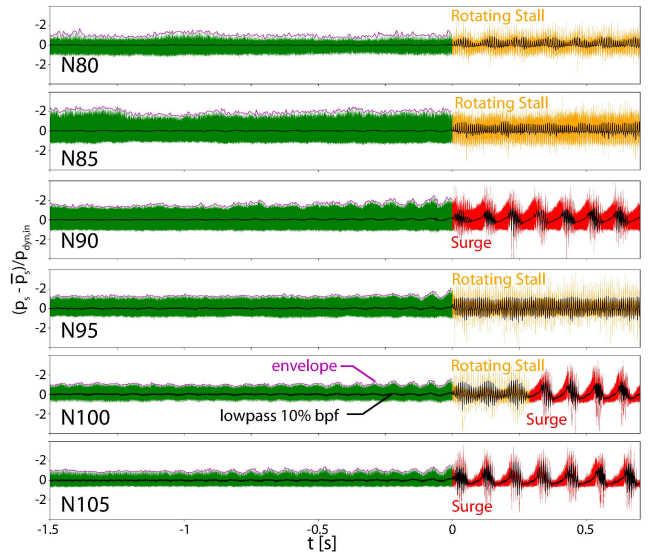 2
0
-2
N80
Rotating Stall
2
0
-2
N85
Rotating Stall
2
0
-2
N90
Surge
(pₛ - p̅ₛ)/p_dyn,in
2
0
-2
N95
Rotating Stall
2
0
-2
N100
envelope
lowpass 10% bpf
Rotating Stall
Surge
2
0
-2
N105
Surge
-1.5 -1 -0.5 0 0.5
t [s]